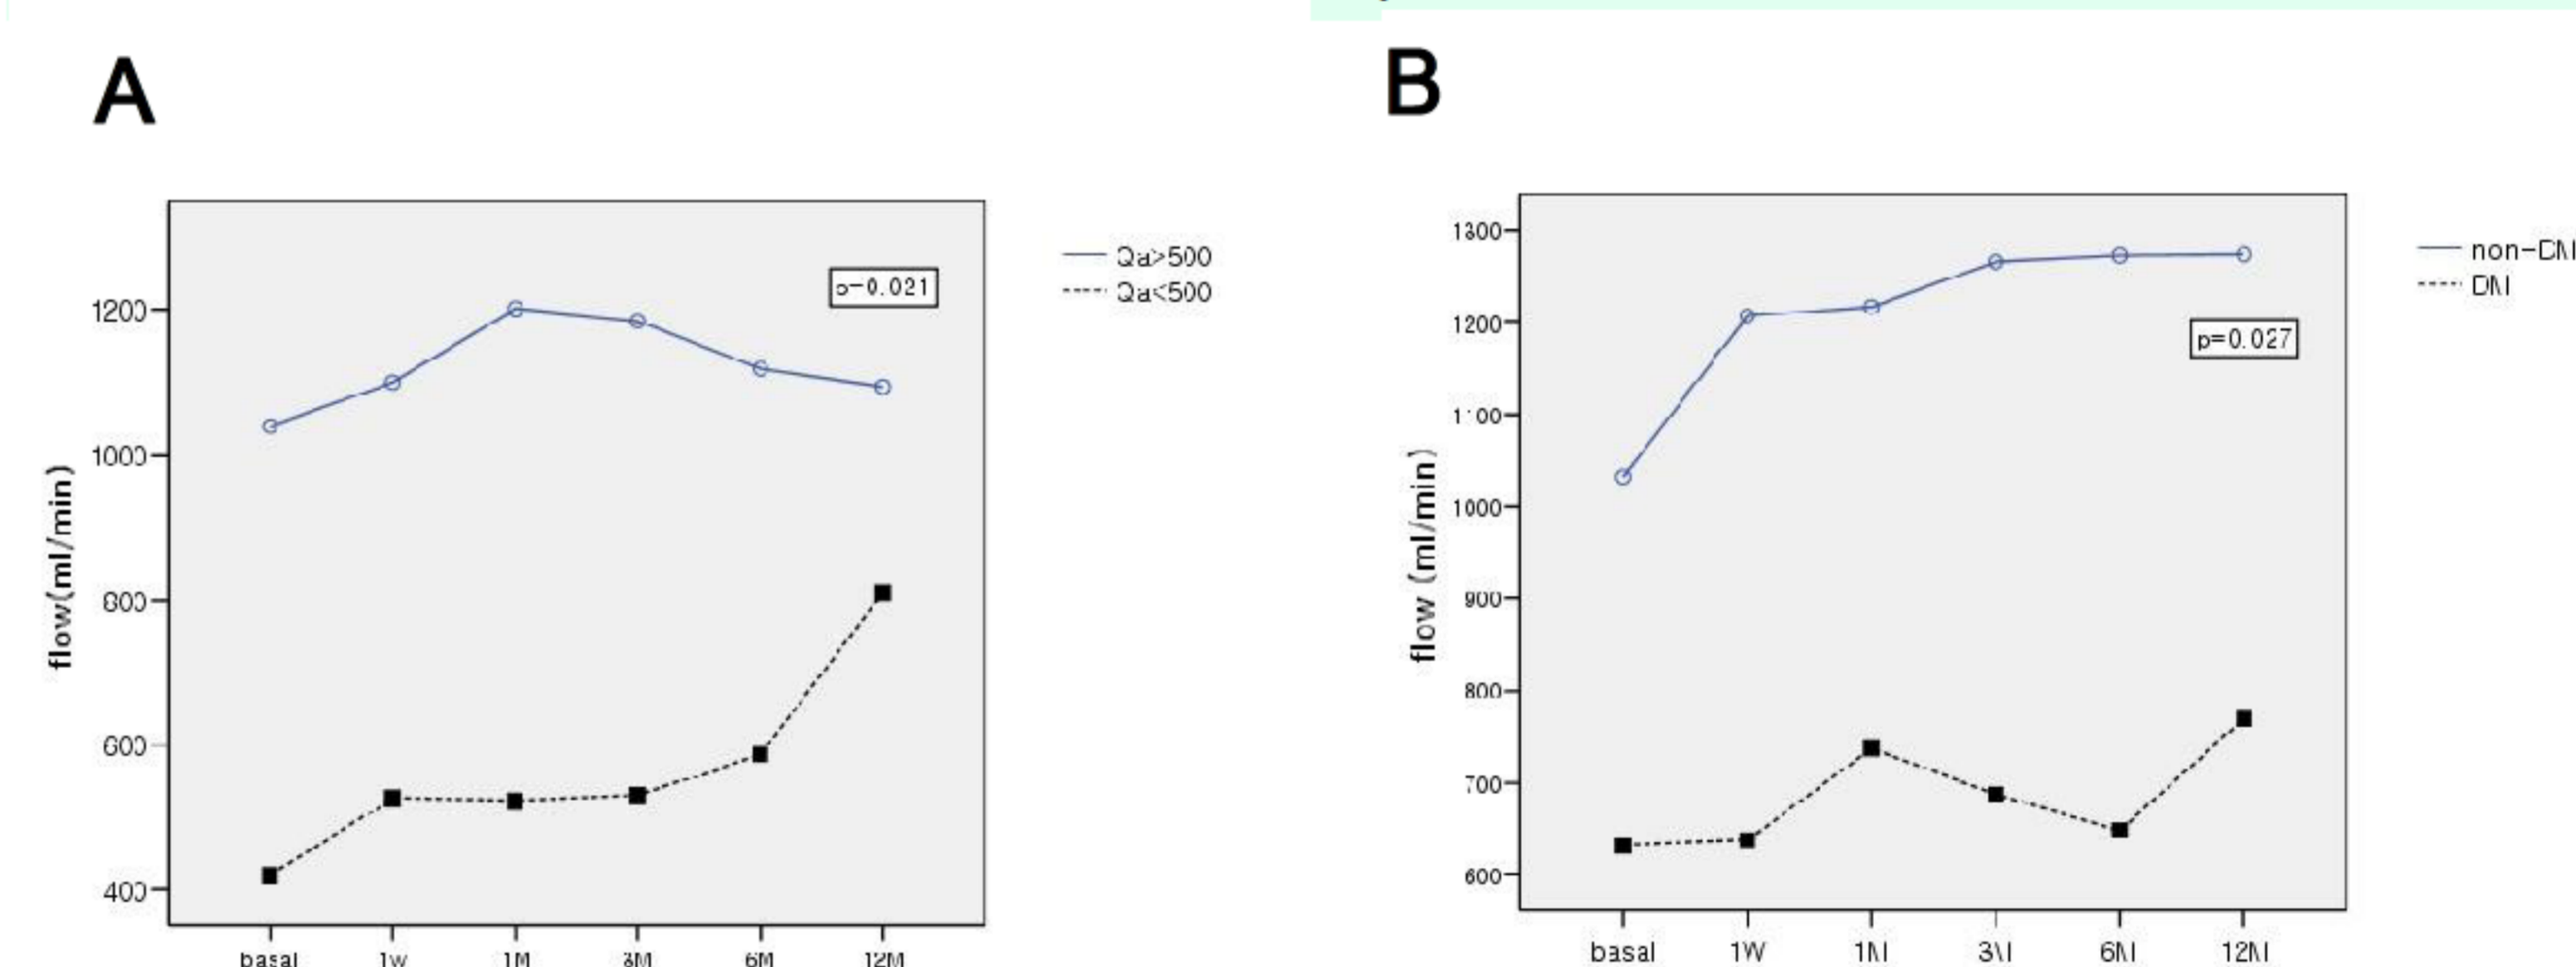 A
B
Qa>500
Qa<500
p=0.021
1200
1000
800
600
400
flow(ml/min)
basal 1w 1M 3M 6M 12M
non-DM
DM
p=0.027
1300
1200
1100
1000
900
800
700
600
flow (ml/min)
basal 1W 1M 3M 6M 12M